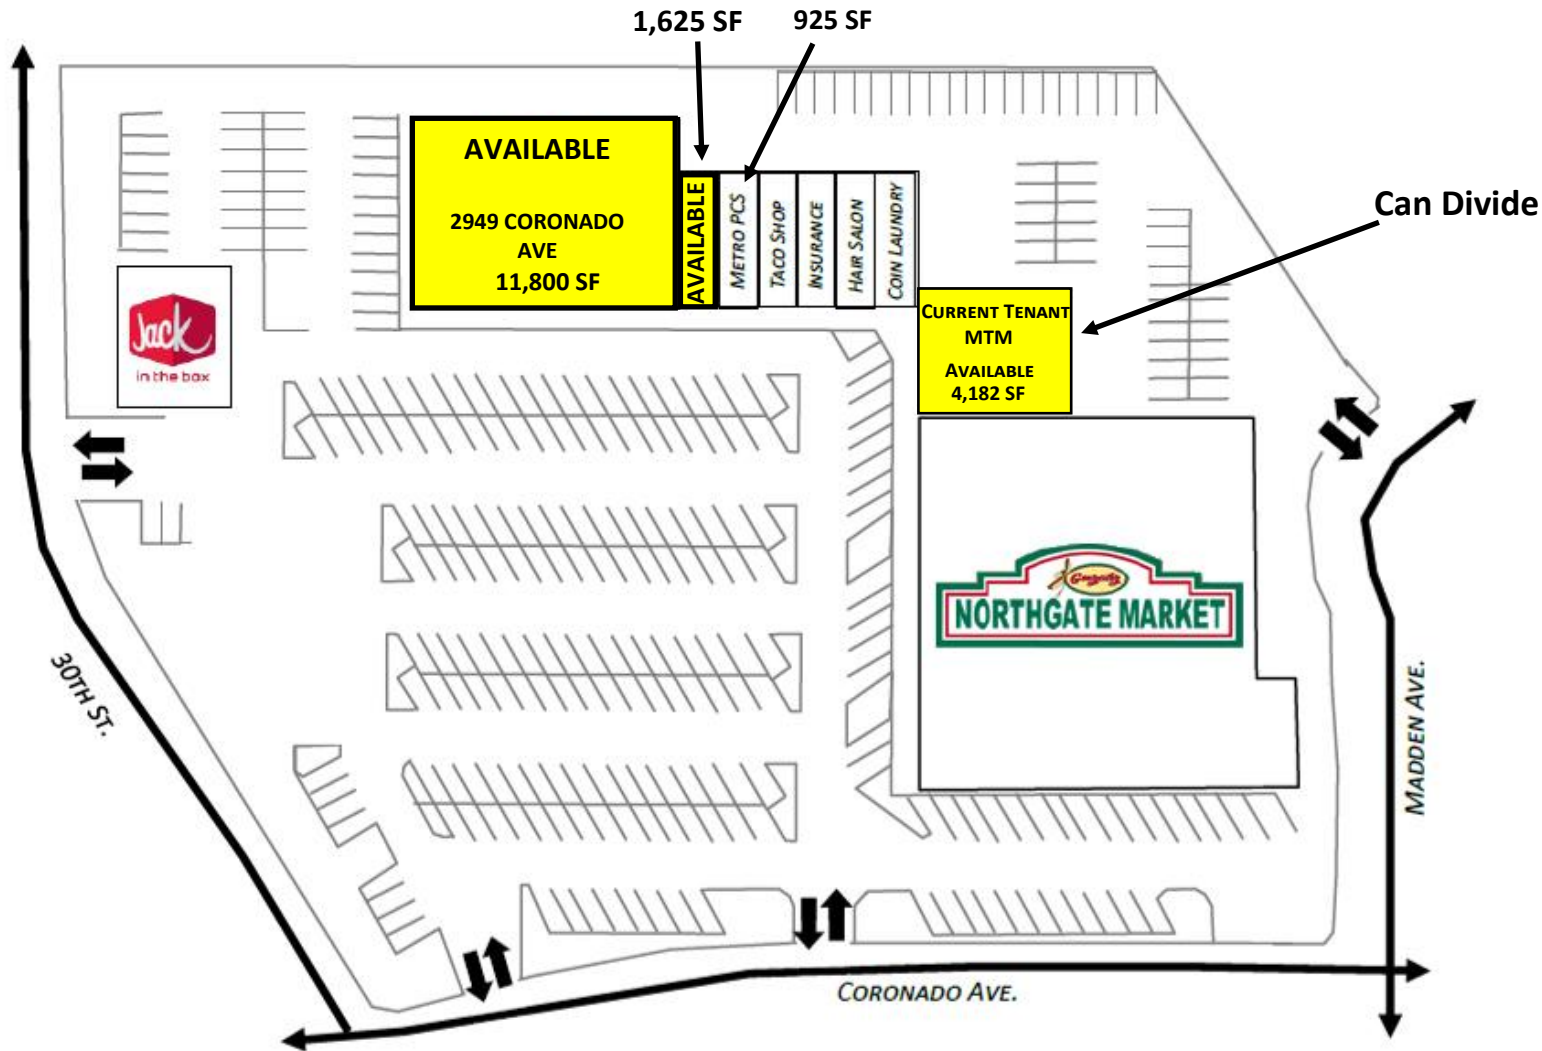 1,625 SF
925 SF
AVAILABLE
2949 CORONADO
AVE
11,800 SF
AVAILABLE
METRO PCS
TACO SHOP
INSURANCE
HAIR SALON
COIN LAUNDRY
Can Divide
CURRENT TENANT
MTM
AVAILABLE
4,182 SF
Jack
in the box
Gonzalez
NORTHGATE MARKET
30TH ST.
MADDEN AVE.
CORONADO AVE.